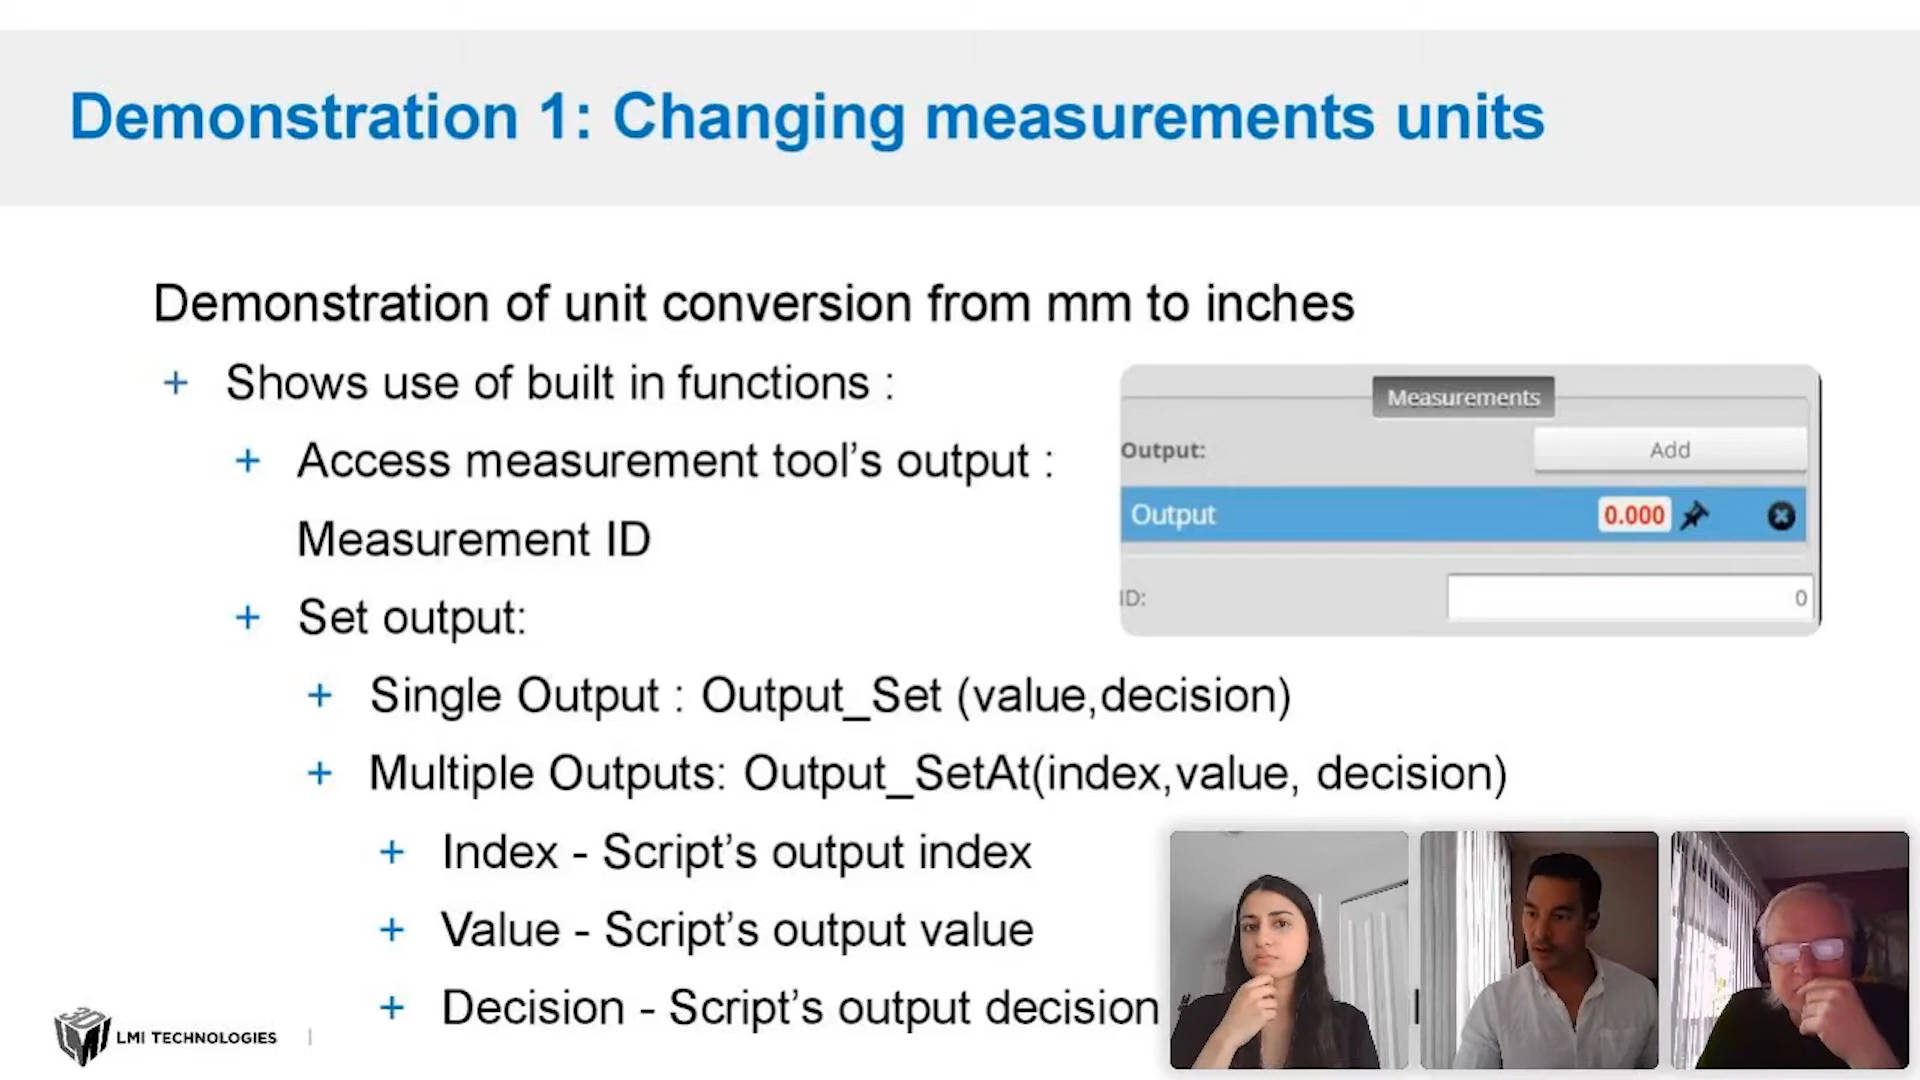 Demonstration 1: Changing measurements units
Demonstration of unit conversion from mm to inches
+ Shows use of built in functions :
+ Access measurement tool's output :
Measurement ID
+ Set output:
+ Single Output : Output_Set (value,decision)
+ Multiple Outputs: Output_SetAt(index,value, decision)
+ Index - Script's output index
+ Value - Script's output value
+ Decision - Script's output decision
Measurements
Output:
Add
Output
0.000
ID:
0
3D
LMI TECHNOLOGIES